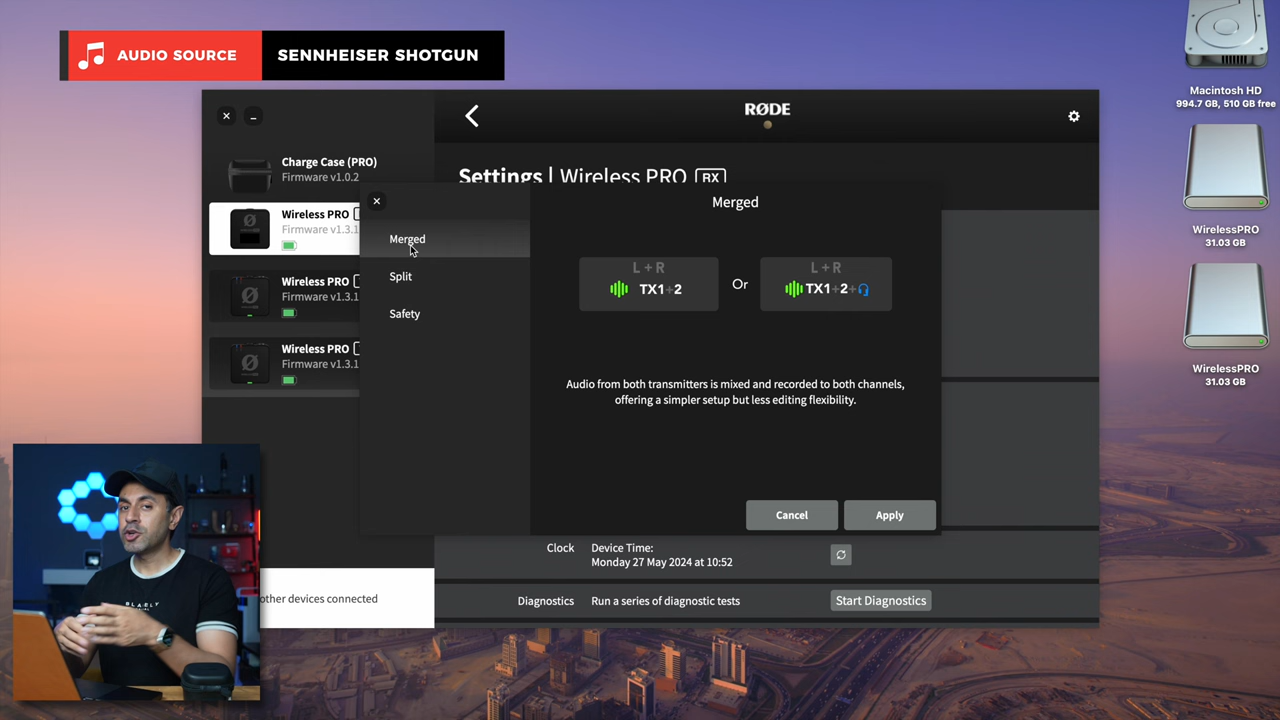 AUDIO SOURCE
SENNHEISER SHOTGUN
Macintosh HD
994.7 GB, 510 GB free
WirelessPRO
31.03 GB
WirelessPRO
31.03 GB
RØDE
Charge Case (PRO)
Firmware v1.0.2
Wireless PRO
Firmware v1.3.1
Wireless PRO
Firmware v1.3.1
Wireless PRO
Firmware v1.3.1
other devices connected
Settings | Wireless PRO RX
Merged
Split
Safety
Merged
L + R
TX1+2
Or
L + R
TX1+2+
Audio from both transmitters is mixed and recorded to both channels,
offering a simpler setup but less editing flexibility.
Cancel
Apply
Clock
Device Time:
Monday 27 May 2024 at 10:52
Diagnostics
Run a series of diagnostic tests
Start Diagnostics